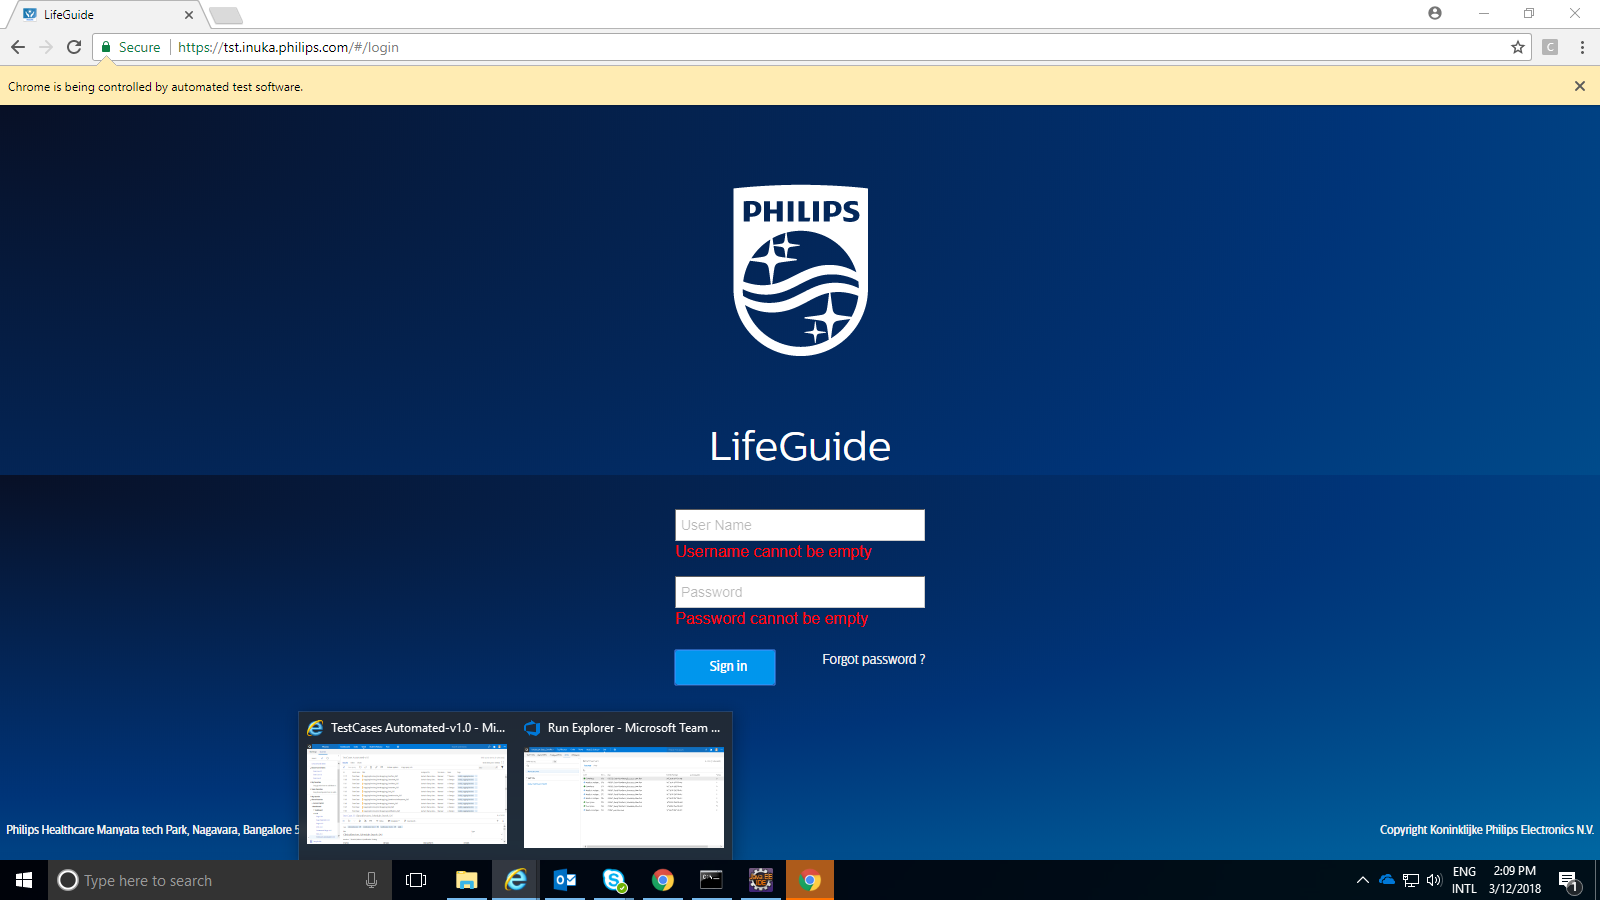 LifeGuide
Secure
https://tst.inuka.philips.com/#/login
C
Chrome is being controlled by automated test software.
PHILIPS
LifeGuide
User Name
Username cannot be empty
Password
Password cannot be empty
Sign in
Forgot password ?
TestCases Automated-v1.0 - Mi...
Run Explorer - Microsoft Team ...
Philips Healthcare Manyata tech Park, Nagavara, Bangalore 5
Copyright Koninklijke Philips Electronics N.V.
Type here to search
ENG
INTL
2:09 PM
3/12/2018
1